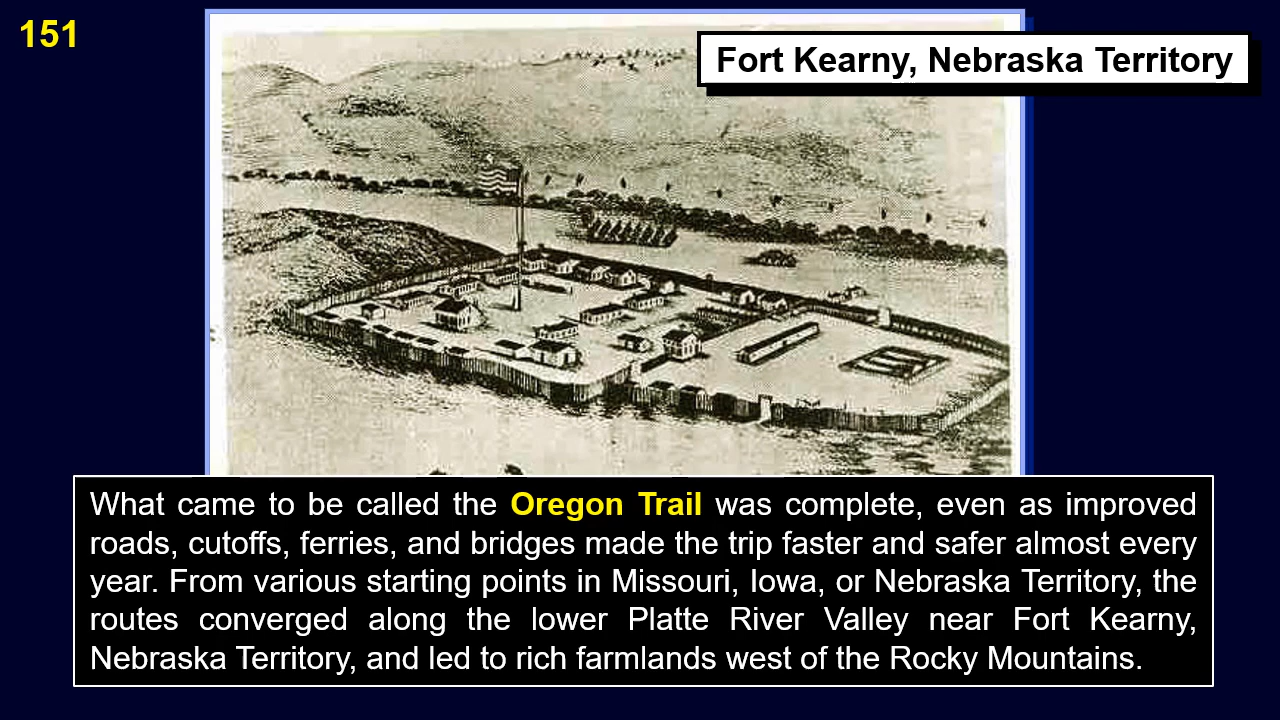 151
Fort Kearny, Nebraska Territory
What came to be called the Oregon Trail was complete, even as improved
roads, cutoffs, ferries, and bridges made the trip faster and safer almost every
year. From various starting points in Missouri, Iowa, or Nebraska Territory, the
routes converged along the lower Platte River Valley near Fort Kearny,
Nebraska Territory, and led to rich farmlands west of the Rocky Mountains.